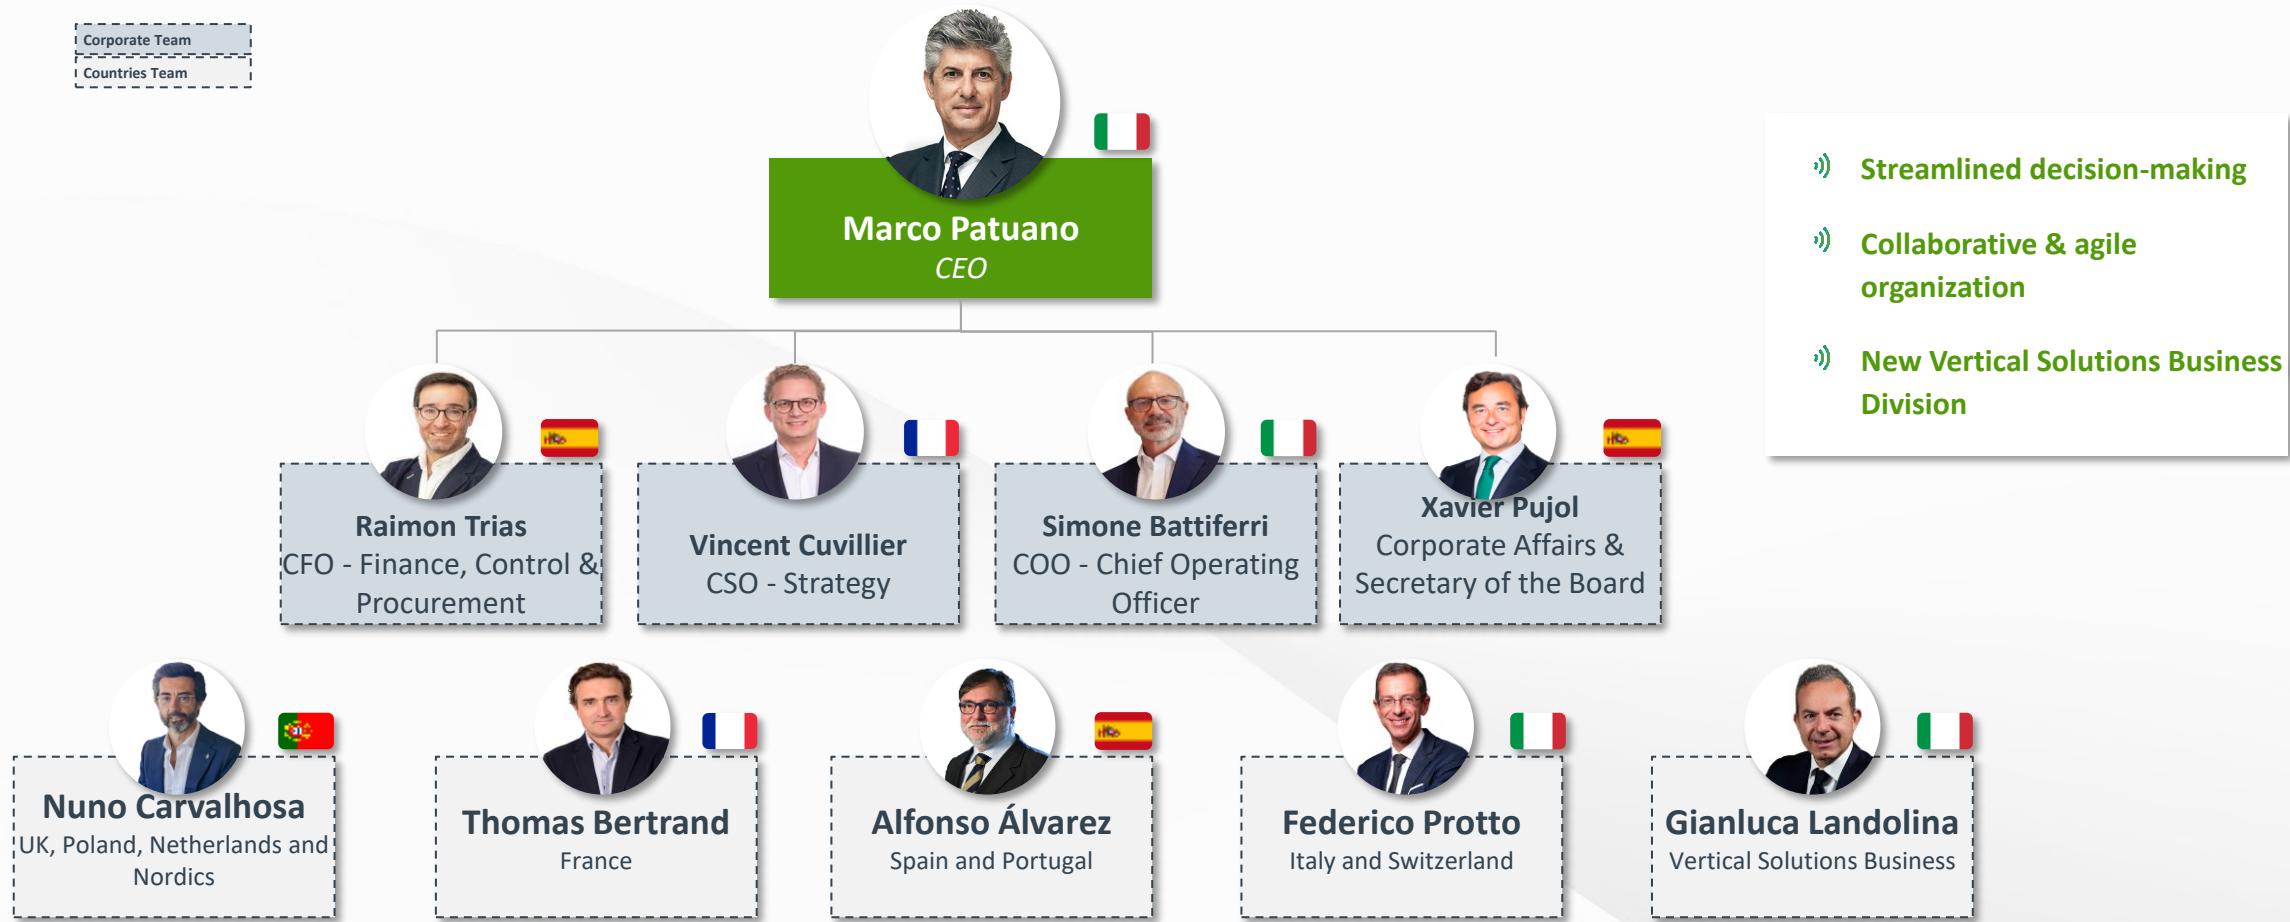 Corporate Team
Countries Team
Marco Patuano
CEO
Streamlined decision-making
Collaborative & agile
organization
New Vertical Solutions Business
Division
Raimon Trias
CFO - Finance, Control &
Procurement
Vincent Cuvillier
CSO - Strategy
Simone Battiferri
COO - Chief Operating
Officer
Xavier Pujol
Corporate Affairs &
Secretary of the Board
Nuno Carvalhosa
UK, Poland, Netherlands and
Nordics
Thomas Bertrand
France
Alfonso Álvarez
Spain and Portugal
Federico Protto
Italy and Switzerland
Gianluca Landolina
Vertical Solutions Business